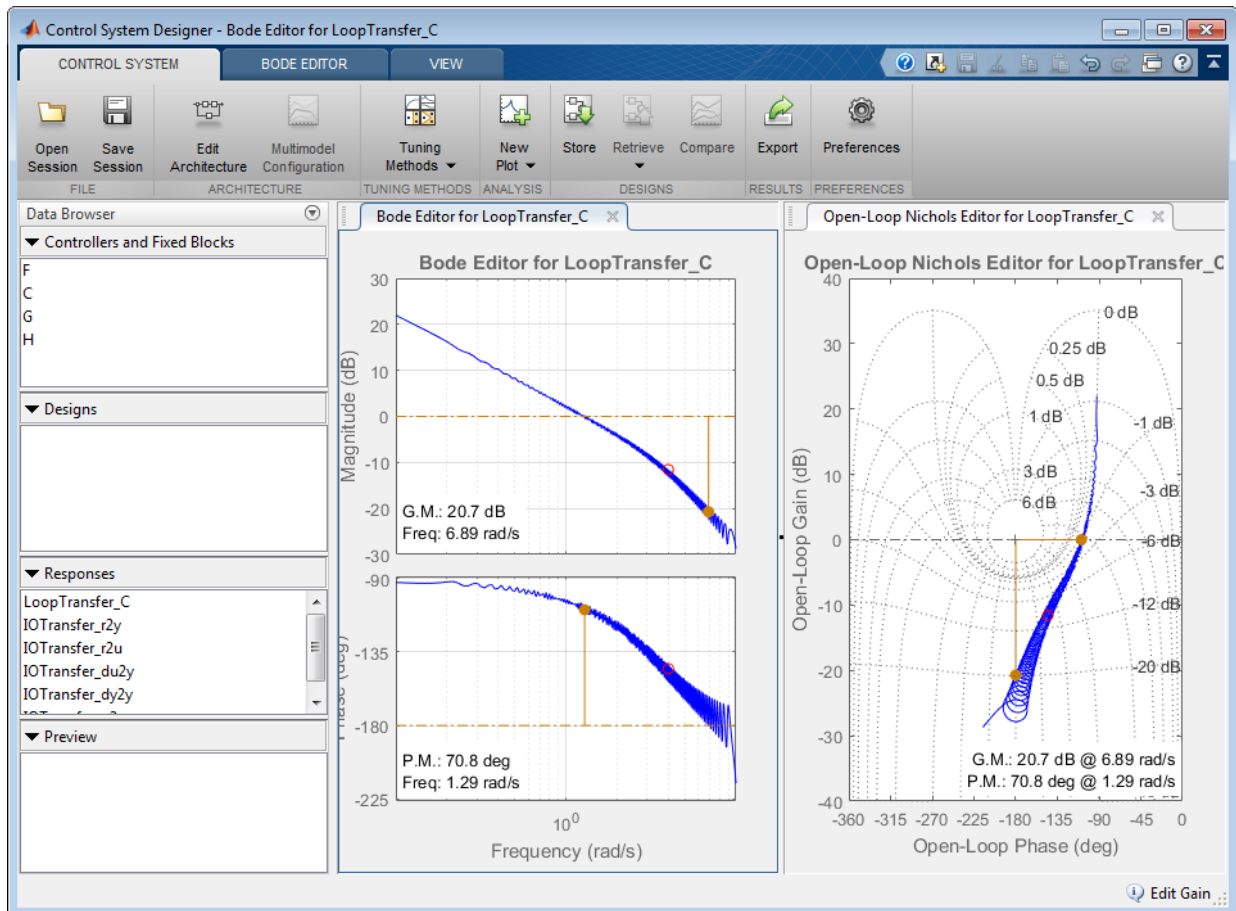 Control System Designer - Bode Editor for LoopTransfer_C
CONTROL SYSTEM
BODE EDITOR
VIEW
Open Session
Save Session
Edit Architecture
Multimodel Configuration
Tuning Methods
New Plot
Store
Retrieve
Compare
Export
Preferences
FILE
ARCHITECTURE
TUNING METHODS
ANALYSIS
DESIGNS
RESULTS
PREFERENCES
Data Browser
Controllers and Fixed Blocks
F
C
G
H
Designs
Responses
LoopTransfer_C
IOTransfer_r2y
IOTransfer_r2u
IOTransfer_du2y
IOTransfer_dy2y
Preview
Bode Editor for LoopTransfer_C
Bode Editor for LoopTransfer_C
Magnitude (dB)
30
20
10
0
-10
-20
-30
G.M.: 20.7 dB
Freq: 6.89 rad/s
Phase (deg)
-90
-135
-180
-225
P.M.: 70.8 deg
Freq: 1.29 rad/s
10^0
Frequency (rad/s)
Open-Loop Nichols Editor for LoopTransfer_C
Open-Loop Nichols Editor for LoopTransfer_C
Open-Loop Gain (dB)
40
30
20
10
0
-10
-20
-30
-40
0 dB
0.25 dB
0.5 dB
1 dB
-1 dB
3 dB
-3 dB
6 dB
-6 dB
-12 dB
-20 dB
G.M.: 20.7 dB @ 6.89 rad/s
P.M.: 70.8 deg @ 1.29 rad/s
-360 -315 -270 -225 -180 -135 -90 -45 0
Open-Loop Phase (deg)
Edit Gain